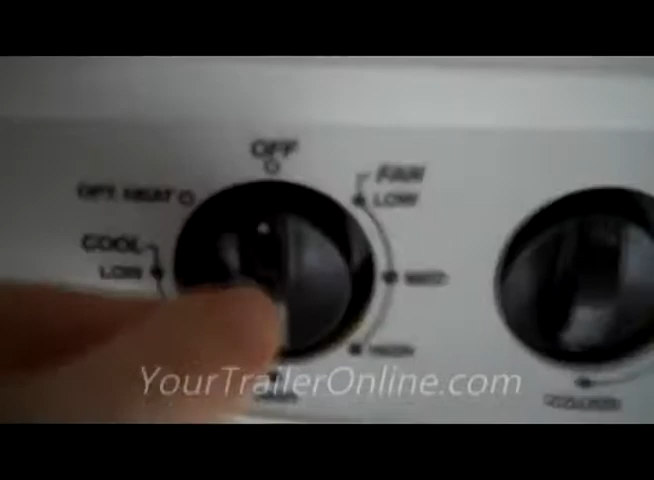 OFF
FAN
LOW
OPT. HEAT
COOL
LOW
MED
HIGH
YourTrailerOnline.com